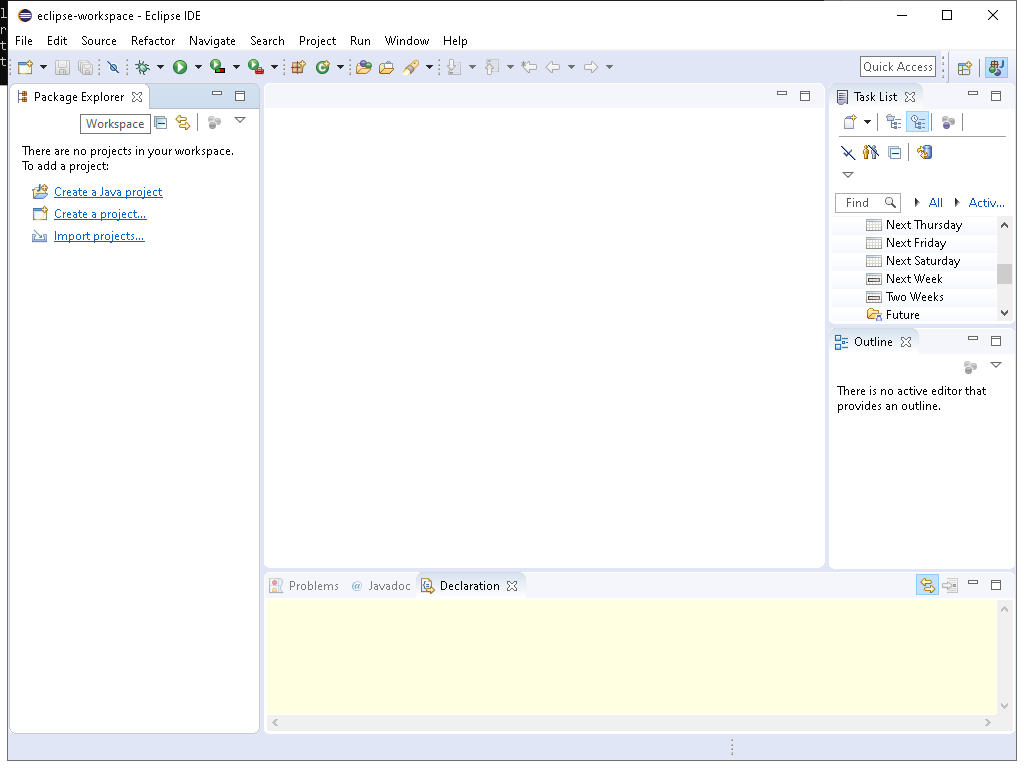 eclipse-workspace - Eclipse IDE
File Edit Source Refactor Navigate Search Project Run Window Help
Quick Access
Package Explorer
Workspace
There are no projects in your workspace.
To add a project:
Create a Java project
Create a project...
Import projects...
Task List
Find All Activ...
Next Thursday
Next Friday
Next Saturday
Next Week
Two Weeks
Future
Outline
There is no active editor that
provides an outline.
Problems @ Javadoc Declaration